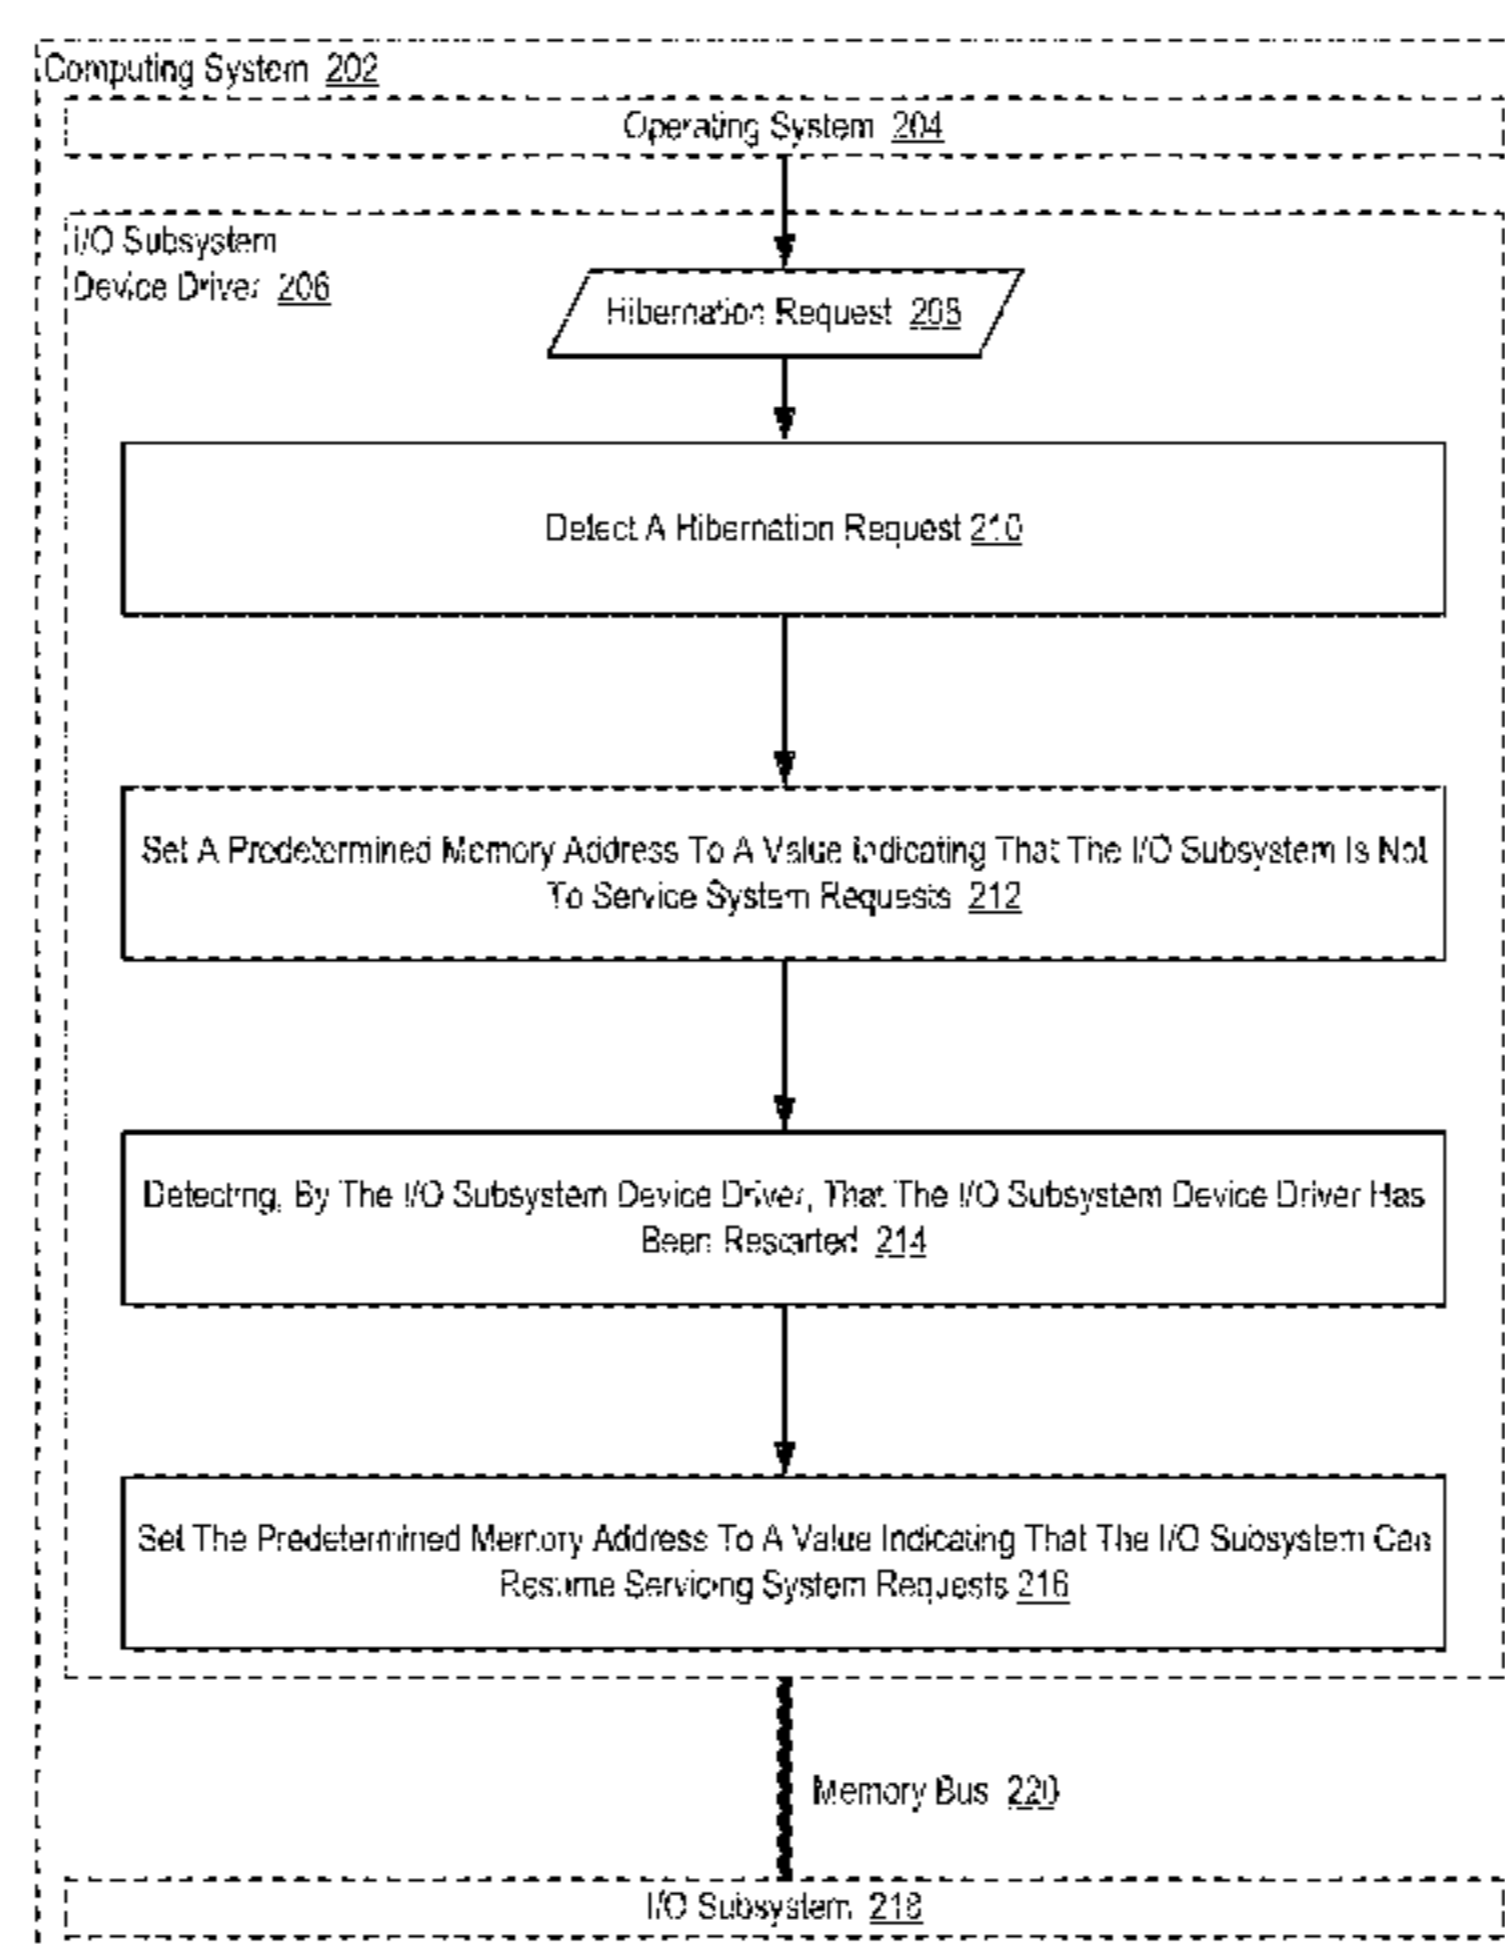 Computing System 202
Operating System 204
I/O Subsystem
Device Driver 206
Hibernation Request 208
Detect A Hibernation Request 210
Set A Predetermined Memory Address To A Value Indicating That The I/O Subsystem Is Not
To Service System Requests 212
Detecting, By The I/O Subsystem Device Driver, That The I/O Subsystem Device Driver Has
Been Restarted 214
Set The Predetermined Memory Address To A Value Indicating That The I/O Subsystem Can
Resume Servicing System Requests 216
Memory Bus 220
I/O Subsystem 218